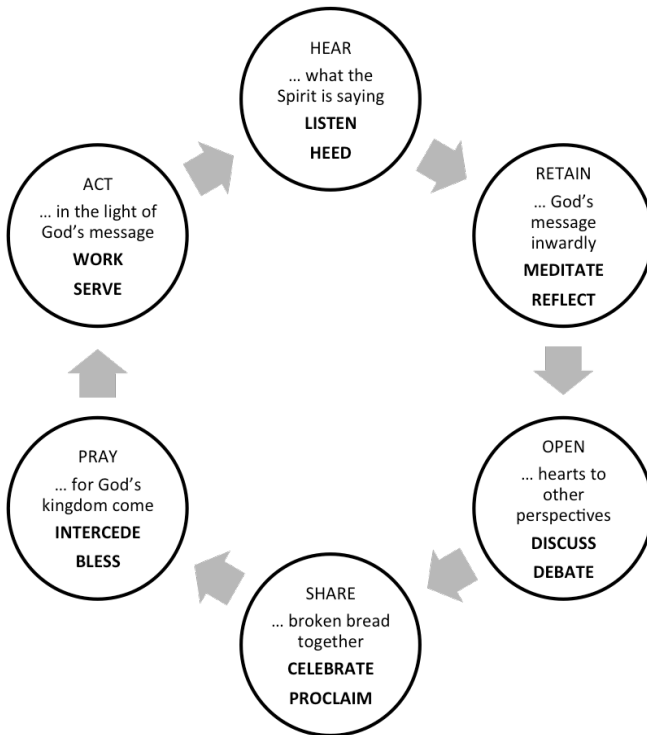 HEAR
... what the
Spirit is saying
LISTEN
HEED
RETAIN
... God’s
message
inwardly
MEDITATE
REFLECT
OPEN
... hearts to
other
perspectives
DISCUSS
DEBATE
SHARE
... broken bread
together
CELEBRATE
PROCLAIM
PRAY
... for God’s
kingdom come
INTERCEDE
BLESS
ACT
... in the light of
God’s message
WORK
SERVE